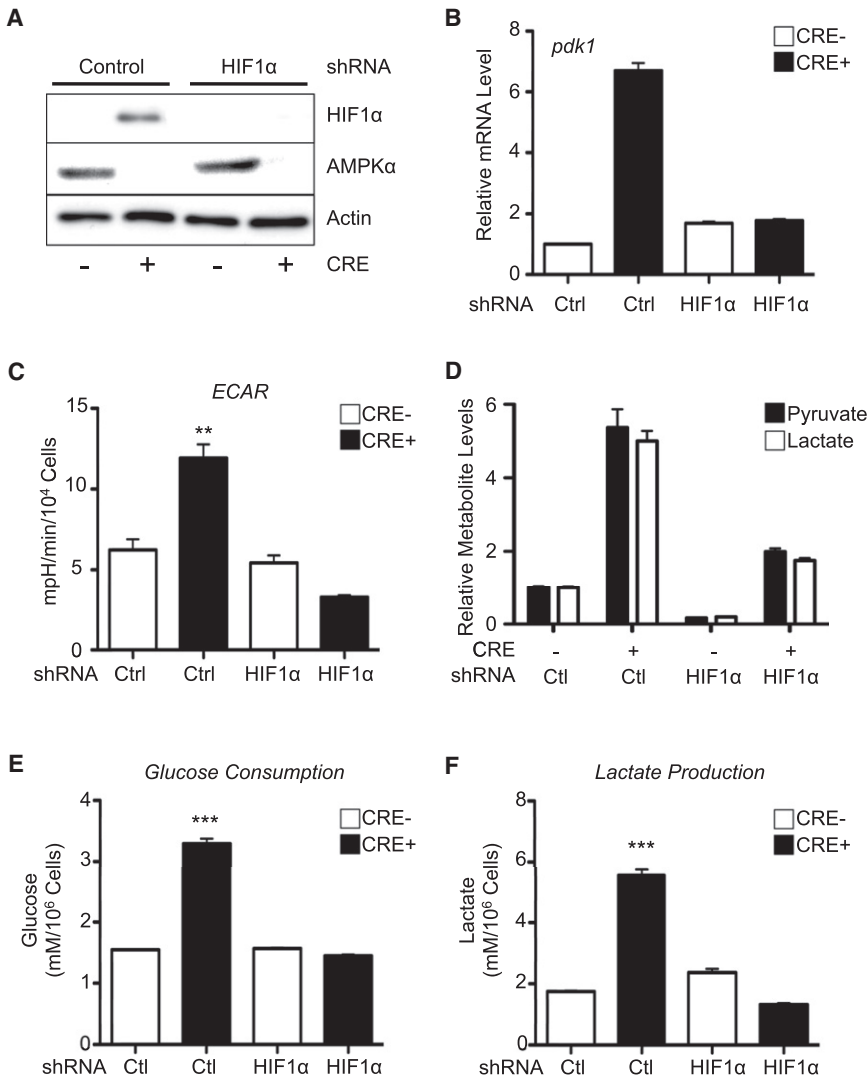 A
Control HIF1α shRNA
HIF1α
AMPKα
Actin
- + - + CRE
B
pdk1
CRE-
CRE+
Relative mRNA Level
8
6
4
2
0
shRNA Ctrl Ctrl HIF1α HIF1α
C
ECAR
CRE-
CRE+
mpH/min/10⁴ Cells
15
10
5
0
**
shRNA Ctrl Ctrl HIF1α HIF1α
D
Pyruvate
Lactate
Relative Metabolite Levels
6
4
2
0
CRE - + - +
shRNA Ctl Ctl HIF1α HIF1α
E
Glucose Consumption
CRE-
CRE+
Glucose
(mM/10⁶ Cells)
4
3
2
1
0
***
shRNA Ctl Ctl HIF1α HIF1α
F
Lactate Production
CRE-
CRE+
Lactate
(mM/10⁶ Cells)
8
6
4
2
0
***
shRNA Ctl Ctl HIF1α HIF1α